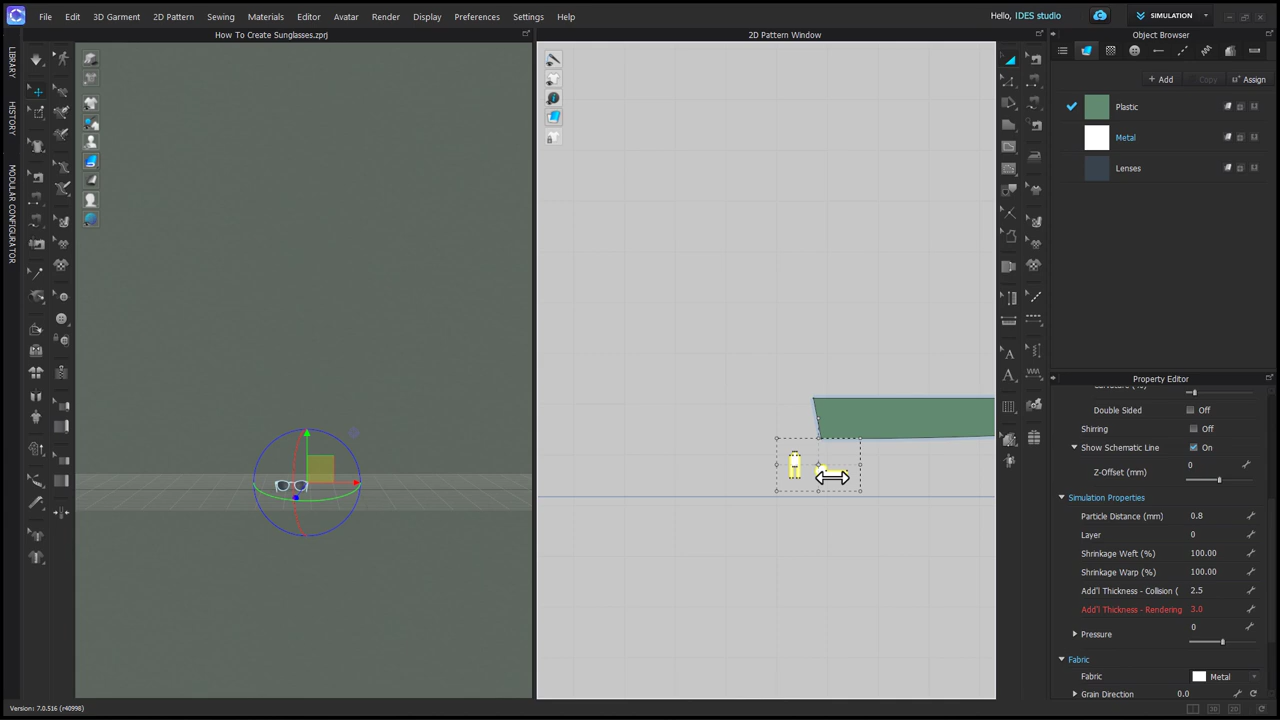 File Edit 3D Garment 2D Pattern Sewing Materials Editor Avatar Render Display Preferences Settings Help
Hello, IDES studio
SIMULATION
How To Create Sunglasses.zprj
2D Pattern Window
Object Browser
LIBRARY
HISTORY
MODULAR CONFIGURATOR
+ Add Copy Assign
Plastic
Metal
Lenses
Property Editor
Double Sided Off
Shirring Off
Show Schematic Line On
Z-Offset (mm) 0
Simulation Properties
Particle Distance (mm) 0.8
Layer 0
Shrinkage Weft (%) 100.00
Shrinkage Warp (%) 100.00
Add'l Thickness - Collision ( 2.5
Add'l Thickness - Rendering 3.0
Pressure 0
Fabric
Fabric Metal
Grain Direction 0.0
Version: 7.0.516 (r40998) 3D 2D